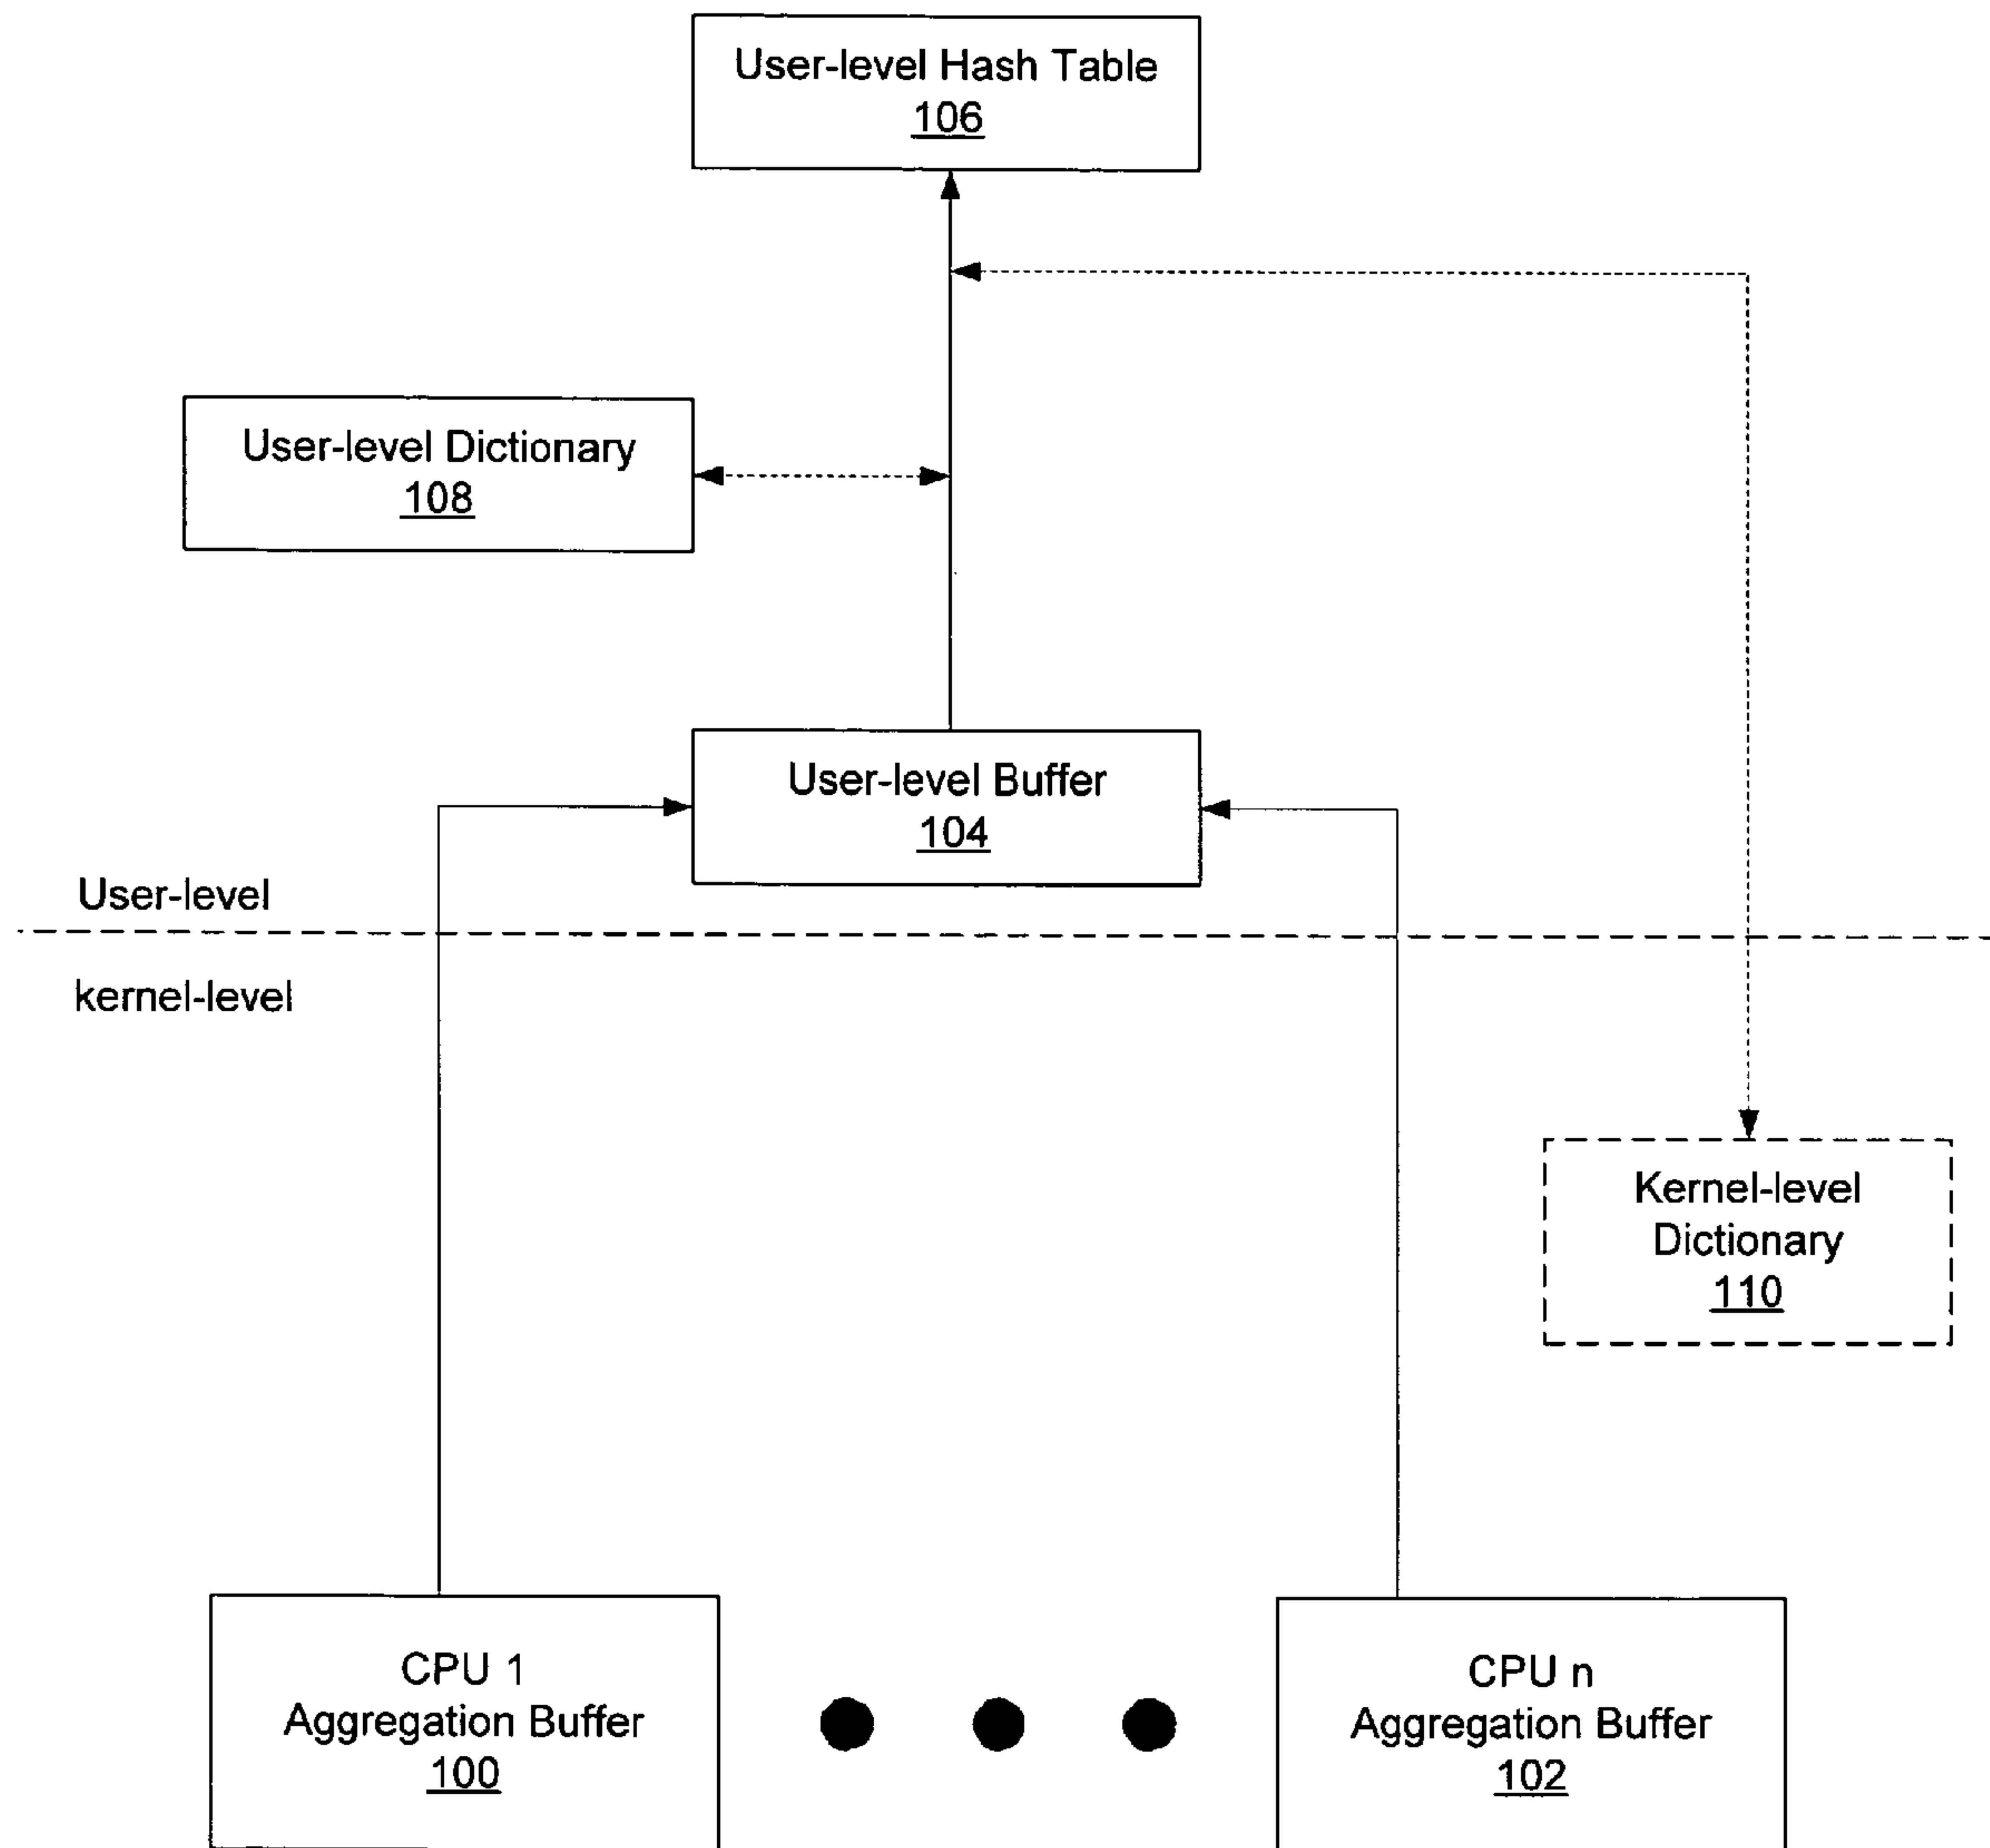 User-level Hash Table
106
User-level Dictionary
108
User-level Buffer
104
User-level
kernel-level
Kernel-level
Dictionary
110
CPU 1
Aggregation Buffer
100
CPU n
Aggregation Buffer
102